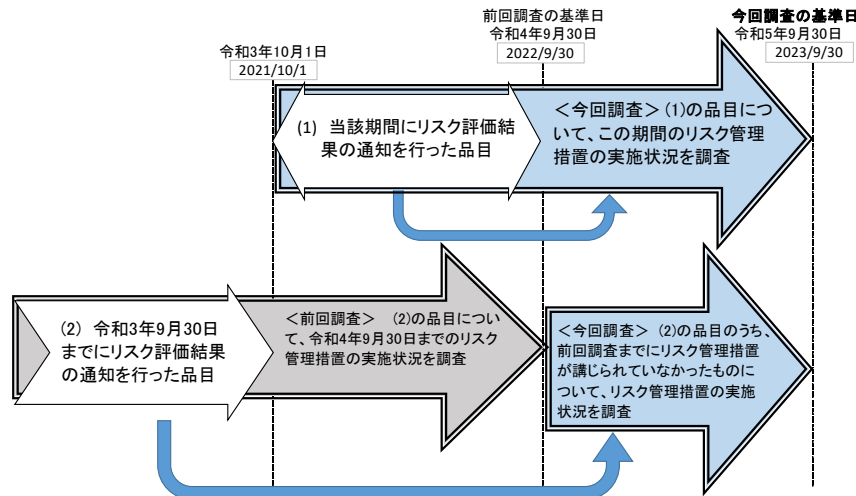 前回調査の基準日
今回調査の基準日
令和3年10月1日
令和4年9月30日
令和5年9月30日
2021/10/1
2022/9/30
2023/9/30
(1) 当該期間にリスク評価結
果の通知を行った品目
＜今回調査＞ (1)の品目につ
いて、この期間のリスク管理
措置の実施状況を調査
(2) 令和3年9月30日
までにリスク評価結果
の通知を行った品目
＜前回調査＞ (2)の品目につい
て、令和4年9月30日までのリスク
管理措置の実施状況を調査
＜今回調査＞ (2)の品目のうち、
前回調査までにリスク管理措置
が講じられていなかったものに
ついて、リスク管理措置の実施
状況を調査